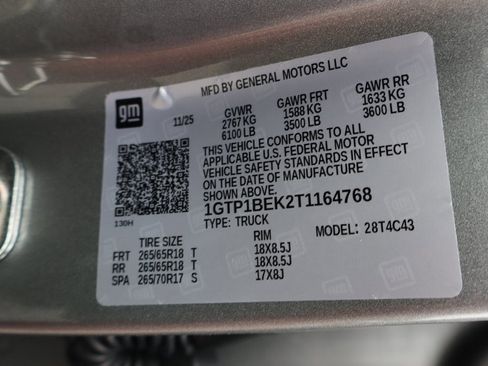 MFD BY GENERAL MOTORS LLC
gm
11/25
GVWR GAWR FRT GAWR RR
2767 KG 1588 KG 1633 KG
6100 LB 3500 LB 3600 LB
THIS VEHICLE CONFORMS TO ALL
APPLICABLE U.S. FEDERAL MOTOR
VEHICLE SAFETY STANDARDS IN EFFECT
ON THE DATE OF MANUFACTURE
SHOWN ABOVE.
1GTP1BEK2T1164768
130H
TYPE: TRUCK MODEL: 28T4C43
TIRE SIZE RIM
FRT 265/65R18 T 18X8.5J
RR 265/65R18 T 18X8.5J
SPA 265/70R17 S 17X8J